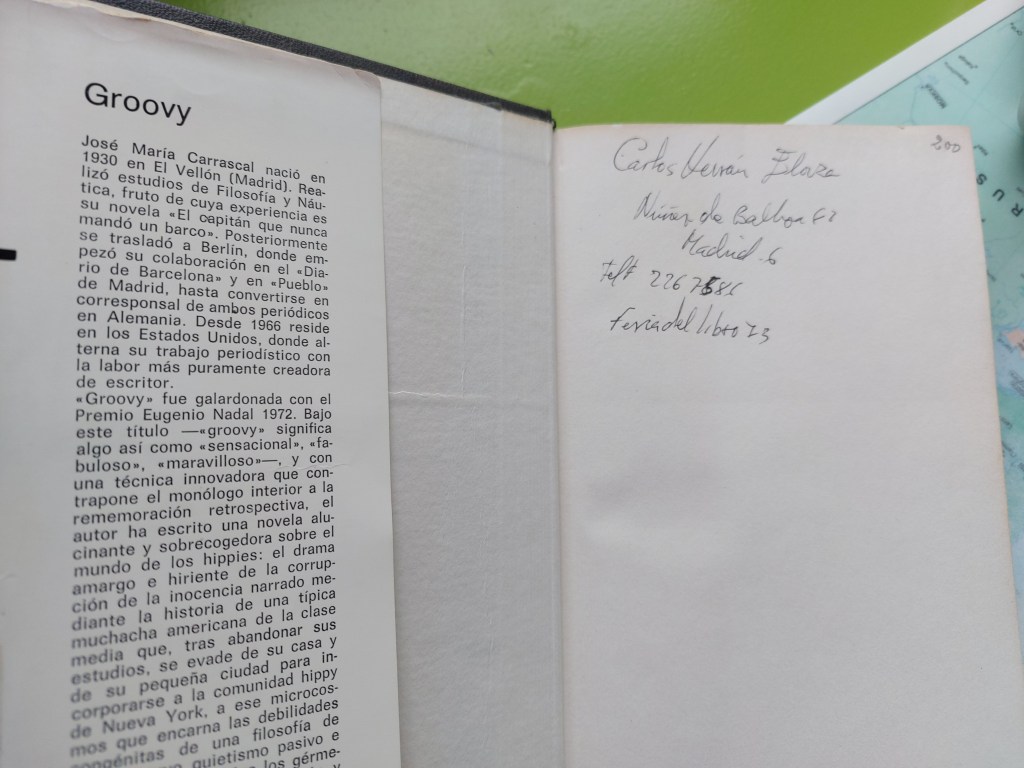 Groovy
José María Carrascal nació en
1930 en El Vellón (Madrid). Rea-
lizó estudios de Filosofía y Náu-
tica, fruto de cuya experiencia es
su novela «El capitán que nunca
mandó un barco». Posteriormente
se trasladó a Berlín, donde em-
pezó su colaboración en el «Dia-
rio de Barcelona» y en «Pueblo»
de Madrid, hasta convertirse en
corresponsal de ambos periódicos
en Alemania. Desde 1966 reside
en los Estados Unidos, donde al-
terna su trabajo periodístico con
la labor más puramente creadora
de escritor.
«Groovy» fue galardonada con el
Premio Eugenio Nadal 1972. Bajo
este título —«groovy» significa
algo así como «sensacional», «fa-
buloso», «maravilloso»—, y con
una técnica innovadora que con-
trapone el monólogo interior a la
rememoración retrospectiva, el
autor ha escrito una novela alu-
cinante y sobrecogedora sobre el
mundo de los hippies: el drama
amargo e hiriente de la corrup-
ción de la inocencia narrado me-
diante la historia de una típica
muchacha americana de la clase
media que, tras abandonar sus
estudios, se evade de su casa y
de su pequeña ciudad para in-
corporarse a la comunidad hippy
de Nueva York, a ese microcos-
mos que encarna las debilidades
congénitas de una filosofía de
quietismo pasivo e
los gérme-
200
Carlos Herrán
Núñez de Balboa
Madrid-6
Telf
Feria del libro 73
R U S